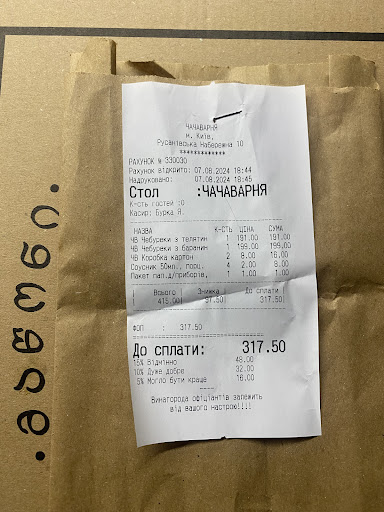 ЧАЧАВАРНЯ
м. Київ,
Русанівська Набережна 10
*************
РАХУНОК № 330030
Рахунок відкрито: 07.08.2024 18:44
Надруковано: 07.08.2024 18:45
Стол :ЧАЧАВАРНЯ
К-сть гостей :0
Касир: Бурка Я.
НАЗВА К-СТЬ ЦІНА СУМА
ЧВ Чебуреки з телятин 1 191.00 191.00
ЧВ Чебуреки з баранин 1 199.00 199.00
ЧВ Коробка картон 2 8.00 16.00
Соусник 50мл/, порц. 4 2.00 8.00
Пакет пап.д/приборів, 1 1.00 1.00
Всього | Знижка | До сплати
415.00| 97.50| 317.50|
ФОП : 317.50
До сплати: 317.50
15% Відмінно 48.00
10% Дуже добре 32.00
5% Могло бути краще 16.00
Винагорода офіціантів залежить
від вашого настрою!!!!